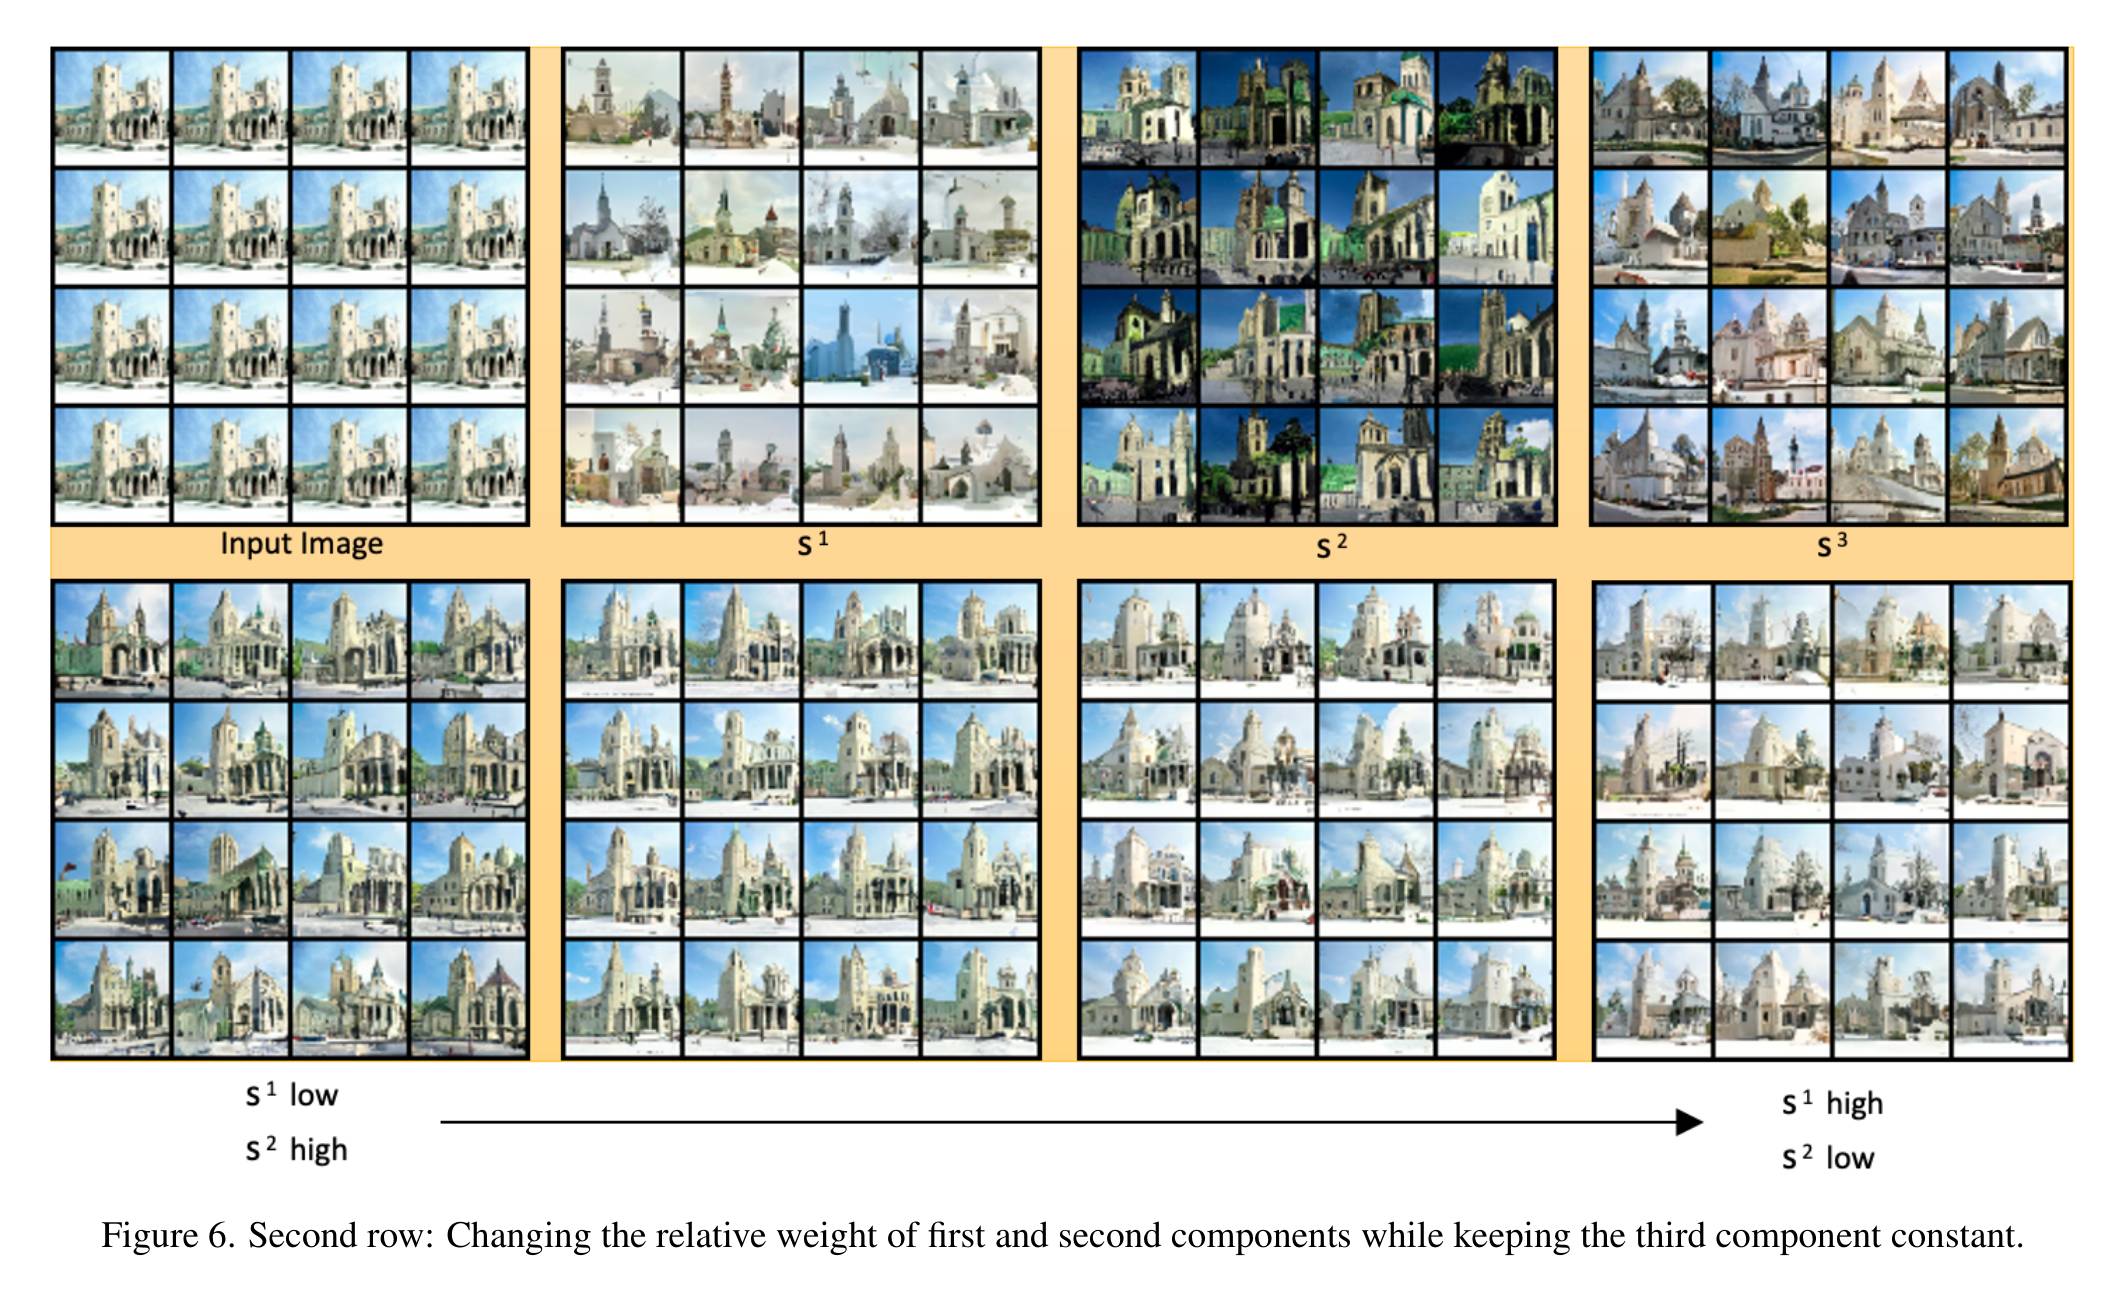 Input Image
S 1
S 2
S 3
S 1 low
S 2 high
S 1 high
S 2 low
Figure 6. Second row: Changing the relative weight of first and second components while keeping the third component constant.